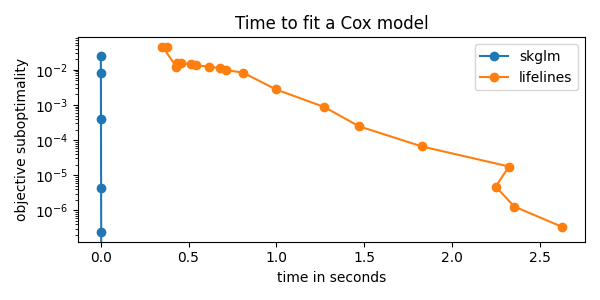 Time to fit a Cox model
objective suboptimality
10⁻²
10⁻³
10⁻⁴
10⁻⁵
10⁻⁶
skglm
lifelines
0.0 0.5 1.0 1.5 2.0 2.5
time in seconds